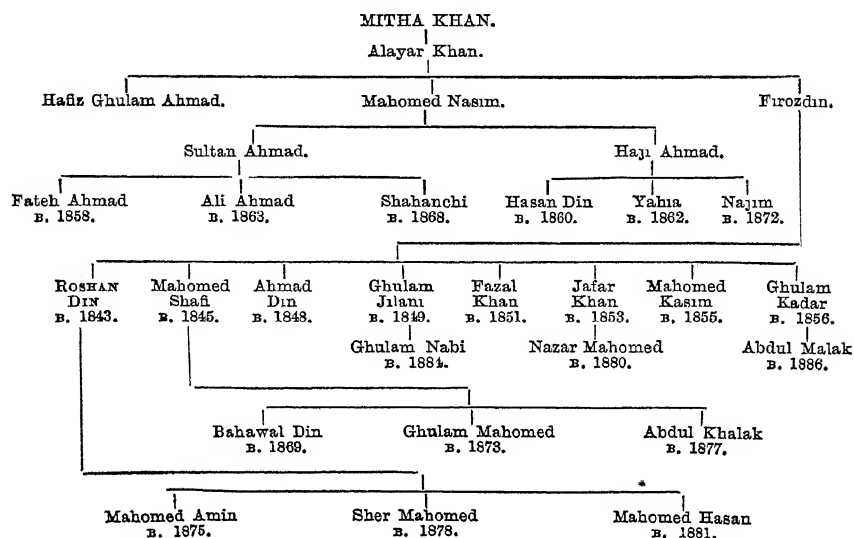 MITHA KHAN.
Alayar Khan.
Hafiz Ghulam Ahmad. Mahomed Nasim. Firozdin.
Sultan Ahmad. Haji Ahmad.
Fateh Ahmad Ali Ahmad Shahanchi Hasan Din Yahia Najim
B. 1858. B. 1863. B. 1868. B. 1860. B. 1862. B. 1872.
ROSHAN Mahomed Ahmad Ghulam Fazal Jafar Mahomed Ghulam
DIN Shafi Din Jilani Khan Khan Kasim Kadar
B. 1843. B. 1845. B. 1848. B. 1849. B. 1851. B. 1853. B. 1855. B. 1856.
Ghulam Nabi Nazar Mahomed Abdul Malak
B. 1884. B. 1880. B. 1886.
Bahawal Din Ghulam Mahomed Abdul Khalak
B. 1869. B. 1873. B. 1877.
Mahomed Amin Sher Mahomed Mahomed Hasan
B. 1875. B. 1878. B. 1881.